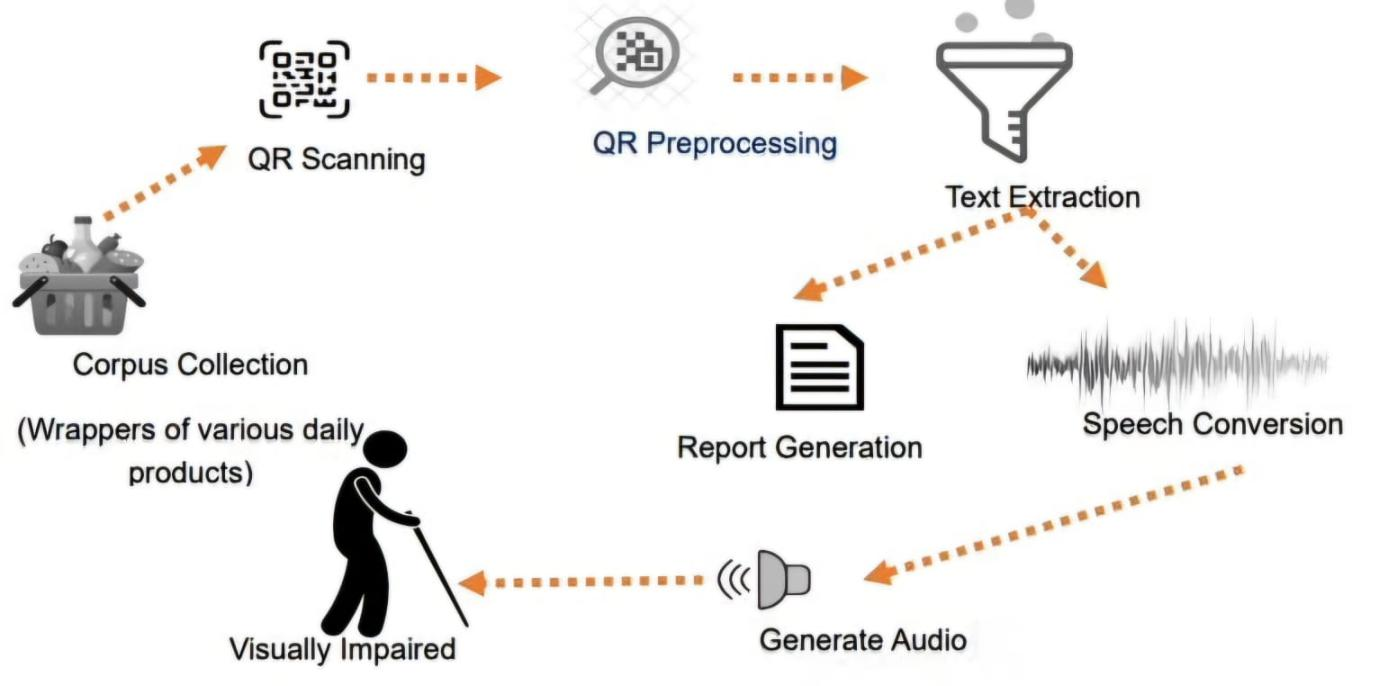 QR Scanning
QR Preprocessing
Text Extraction
Corpus Collection
(Wrappers of various daily
products)
Report Generation
Speech Conversion
Generate Audio
Visually Impaired